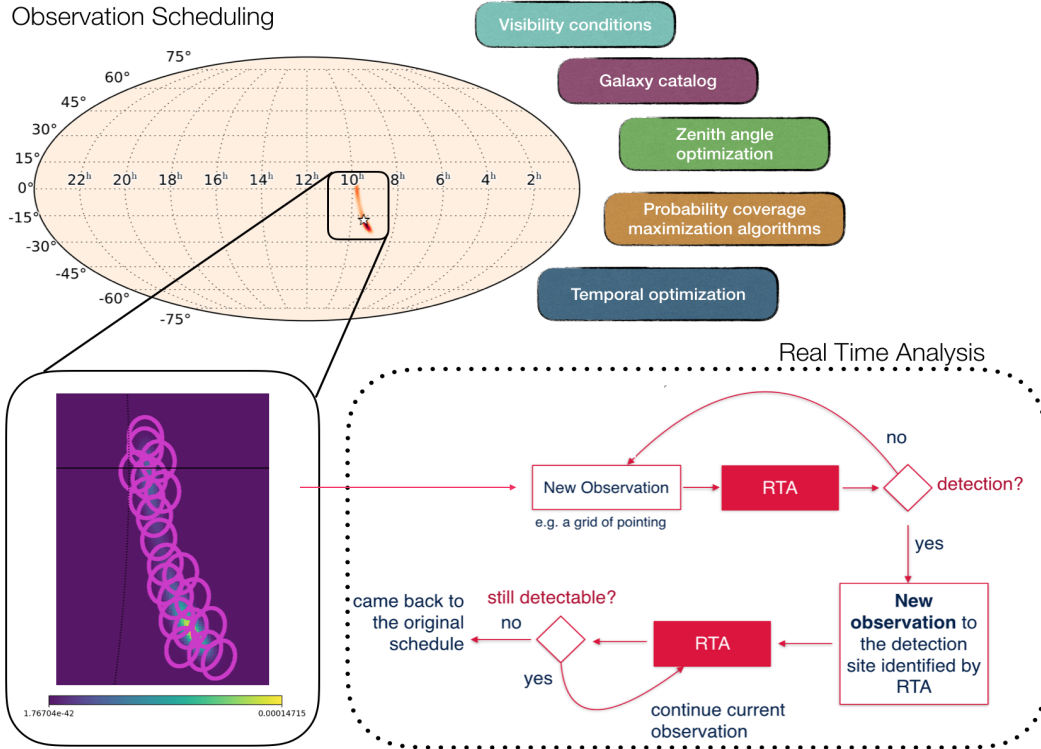 Observation Scheduling
Visibility conditions
Galaxy catalog
Zenith angle
optimization
Probability coverage
maximization algorithms
Temporal optimization
75°
60°
45°
30°
15°
0°
-15°
-30°
-45°
-60°
-75°
22h 20h 18h 16h 14h 12h 10h 8h 6h 4h 2h
1.76704e-42 0.00014715
Real Time Analysis
New Observation
e.g. a grid of pointing
RTA
detection?
no
yes
New
observation to
the detection
site identified by
RTA
RTA
continue current
observation
still detectable?
no
yes
came back to
the original
schedule